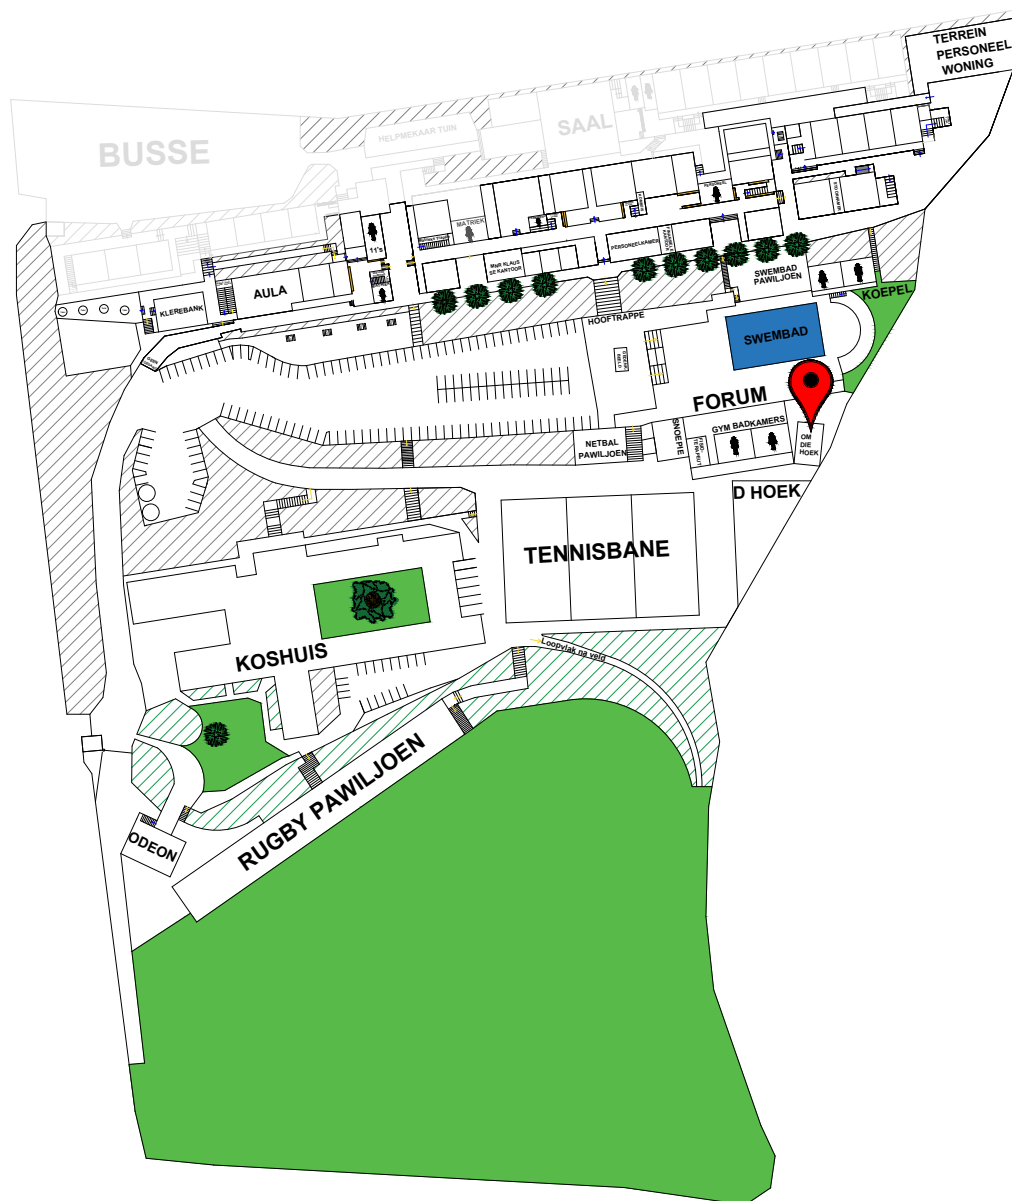 TERREIN
PERSONEEL
WONING
SAAL
HELPMEKAAR TUIN
BUSSE
MATRIEK
11's
PERSONEELKAMER
MNR KLAUS
SE KANTOOR
SWEMBAD
PAWILJOEN
AULA
KLEREBANK
KOEPEL
HOOFTRAPPE
SWEMBAD
FORUM
GYM BADKAMERS
SNOEPIE
NETBAL
PAWILJOEN
OM
DIE
HOEK
D HOEK
TENNISBANE
KOSHUIS
Loopvlak na veld
RUGBY PAWILJOEN
ODEON